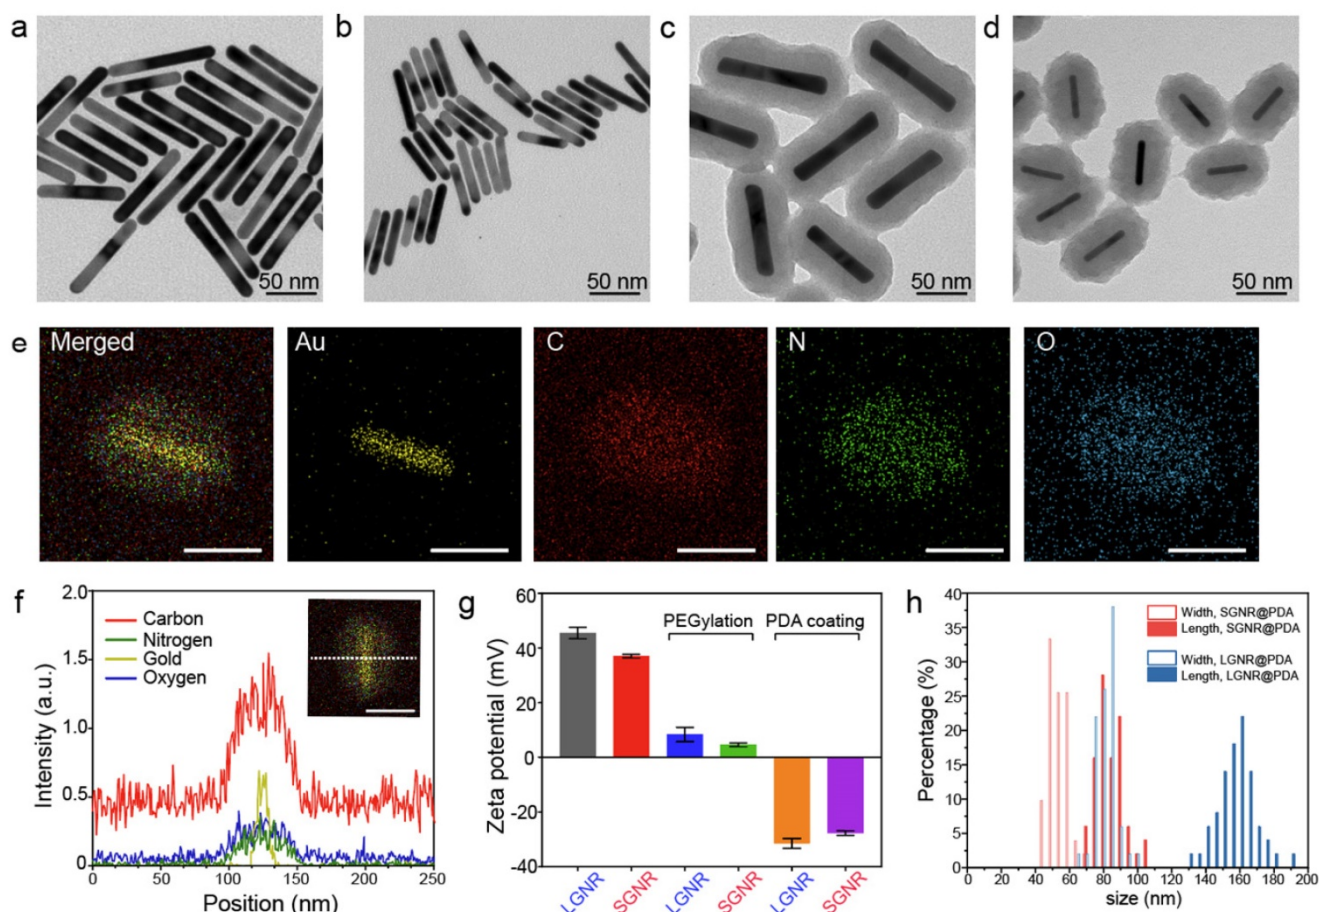 a
b
c
d
50 nm
50 nm
50 nm
50 nm
e
Merged
Au
C
N
O
f
2.0
1.5
1.0
0.5
0
Intensity (a.u.)
Carbon
Nitrogen
Gold
Oxygen
0 50 100 150 200 250
Position (nm)
g
60
40
20
0
-20
-40
Zeta potential (mV)
PEGylation
PDA coating
LGNR
SGNR
LGNR
SGNR
LGNR
SGNR
h
40
35
30
25
20
15
10
5
0
Percentage (%)
Width, SGNR@PDA
Length, SGNR@PDA
Width, LGNR@PDA
Length, LGNR@PDA
0 20 40 60 80 100 120 140 160 180 200
size (nm)